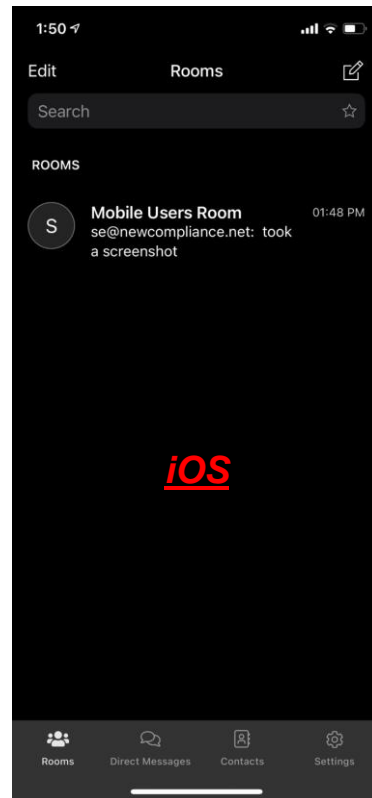 1:50
Edit Rooms
Search
ROOMS
S Mobile Users Room 01:48 PM
se@newcompliance.net: took
a screenshot
iOS
Rooms Direct Messages Contacts Settings